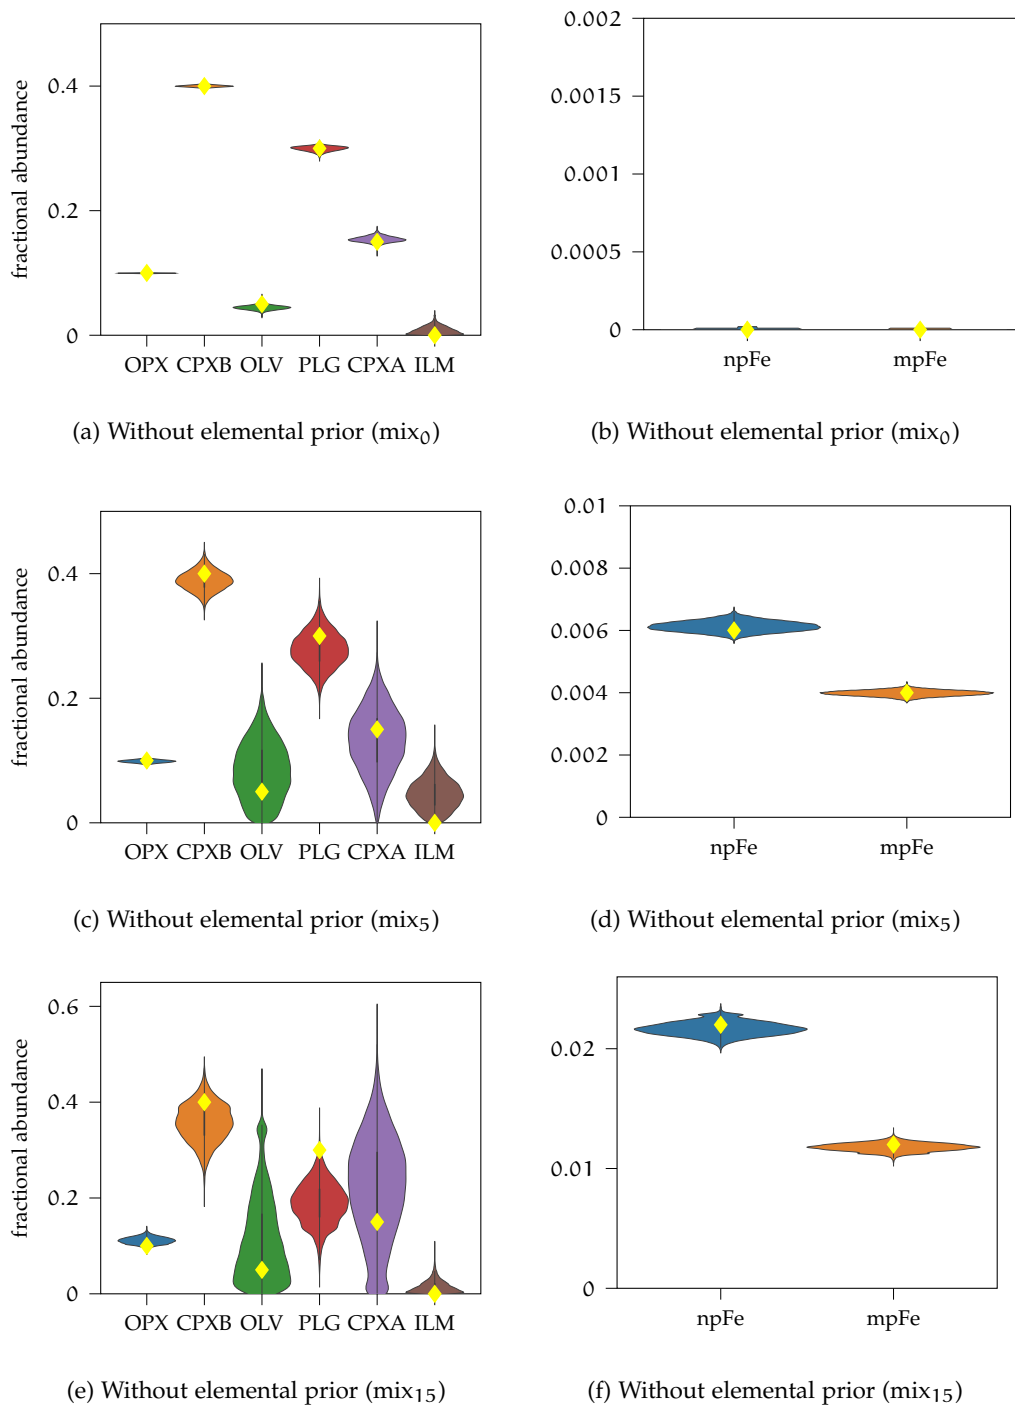 fractional abundance
0.4
0.2
0
OPX CPXB OLV PLG CPXA ILM
(a) Without elemental prior (mix0)
0.002
0.0015
0.001
0.0005
0
npFe mpFe
(b) Without elemental prior (mix0)
fractional abundance
0.4
0.2
0
OPX CPXB OLV PLG CPXA ILM
(c) Without elemental prior (mix5)
0.01
0.008
0.006
0.004
0.002
0
npFe mpFe
(d) Without elemental prior (mix5)
fractional abundance
0.6
0.4
0.2
0
OPX CPXB OLV PLG CPXA ILM
(e) Without elemental prior (mix15)
0.02
0.01
0
npFe mpFe
(f) Without elemental prior (mix15)